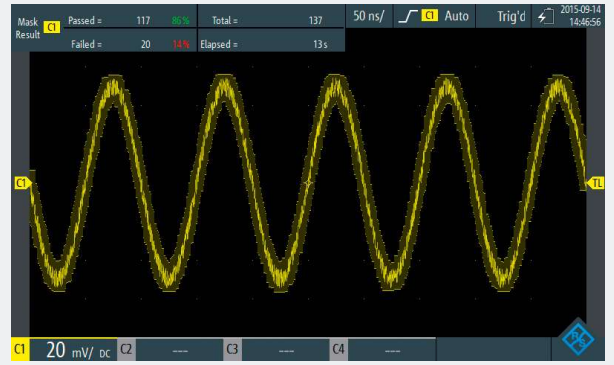 Mask Result C1 Passed = 117 86% Total = 137
Failed = 20 14% Elapsed = 13 s
50 ns/ C1 Auto Trig'd 2015-09-14
14:46:56
C1 TL
C1 20 mV/ DC C2 --- C3 --- C4 ---
R&S